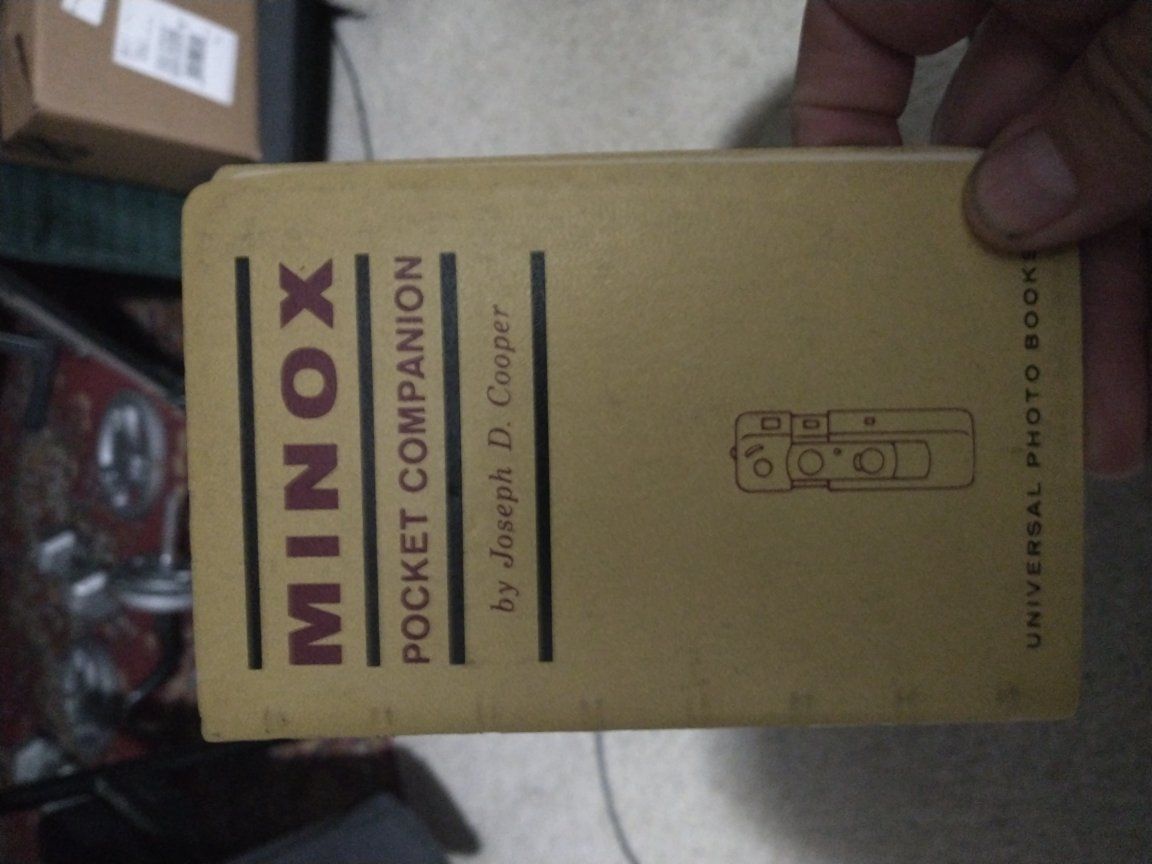 MINOX
POCKET COMPANION
by Joseph D. Cooper
UNIVERSAL PHOTO BOOKS